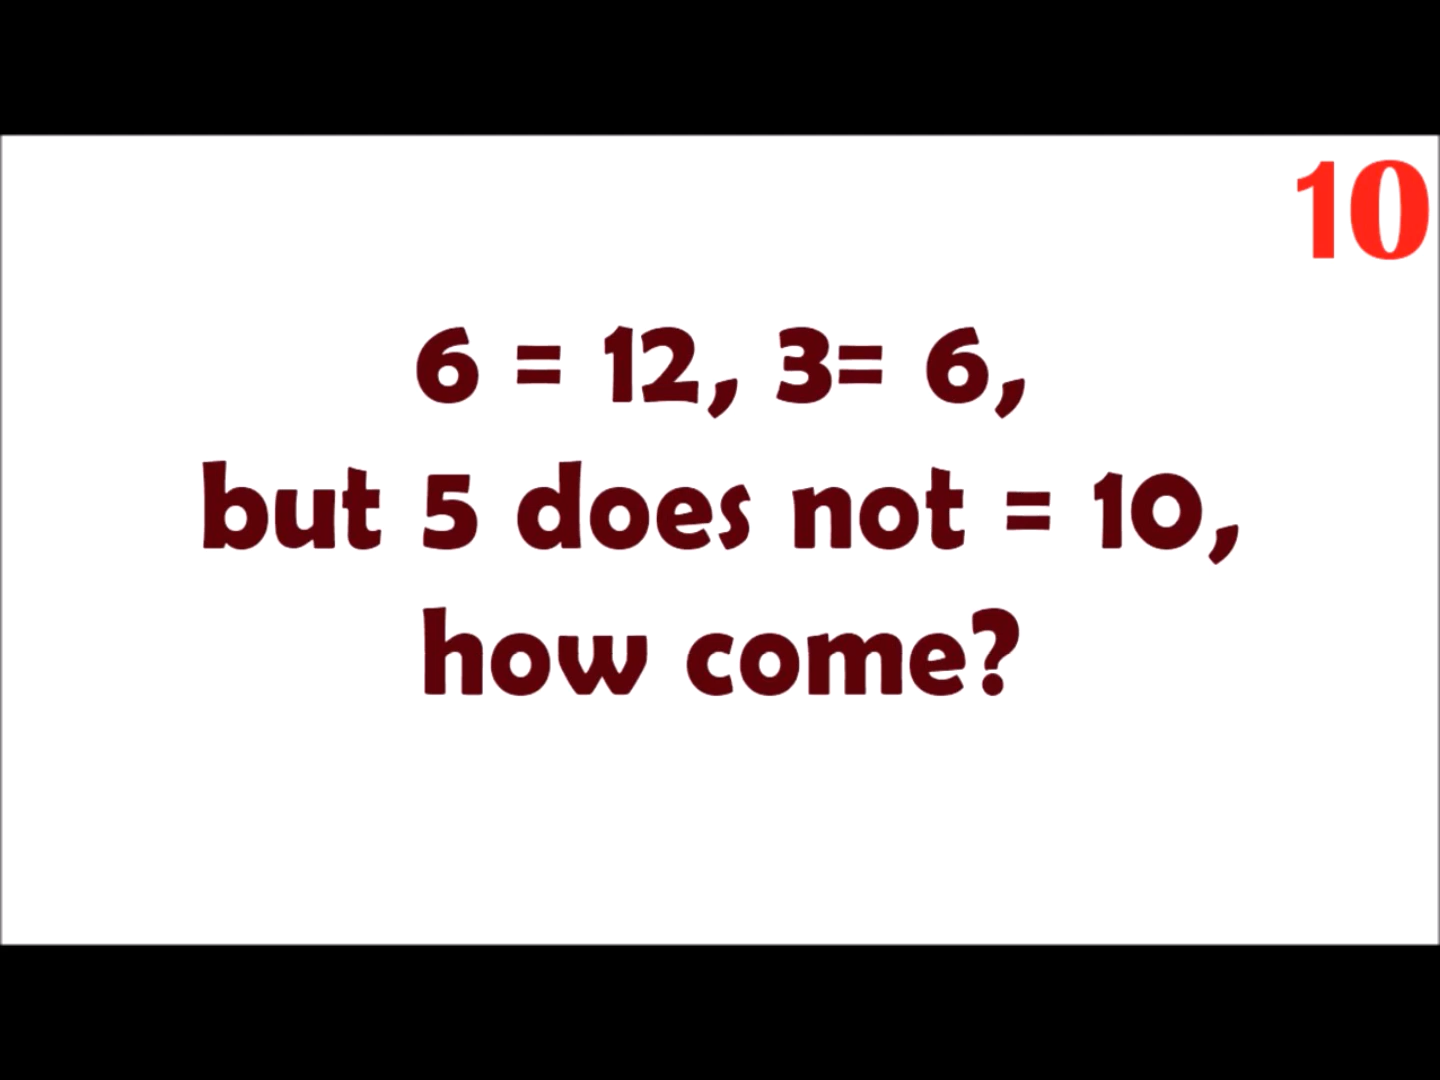 10
6 = 12, 3= 6,
but 5 does not = 10,
how come?